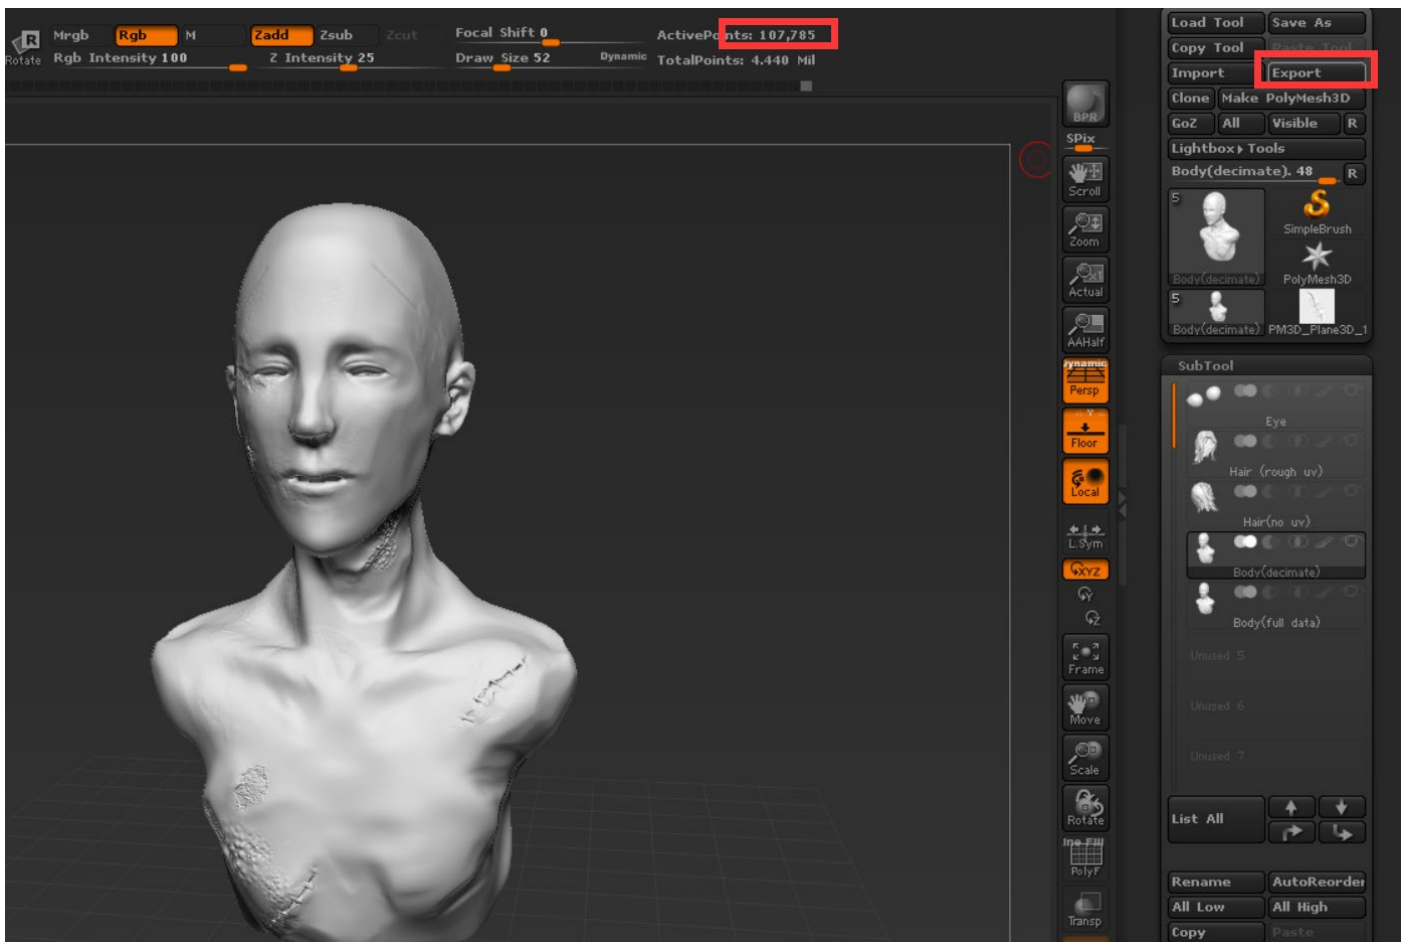 Mrgb Rgb M Zadd Zsub Zcut Focal Shift 0 ActivePoints: 107,785
Rotate Rgb Intensity 100 Z Intensity 25 Draw Size 52 Dynamic TotalPoints: 4.440 Mil
Load Tool Save As
Copy Tool Paste Tool
Import Export
Clone Make PolyMesh3D
GoZ All Visible R
Lightbox Tools
Body(decimate). 48 R
5
SimpleBrush
Body(decimate) PolyMesh3D
5
Body(decimate) PM3D_Plane3D_1
BPR
SPix
Scroll
Zoom
Actual
AAHalf
Dynamic
Persp
Floor
Local
L.Sym
XYZ
Y
Z
Frame
Move
Scale
Rotate
Line Fill
PolyF
Transp
SubTool
Eye
Hair (rough uv)
Hair(no uv)
Body(decimate)
Body(full data)
Unused 5
Unused 6
Unused 7
List All
Rename AutoReorder
All Low All High
Copy Paste